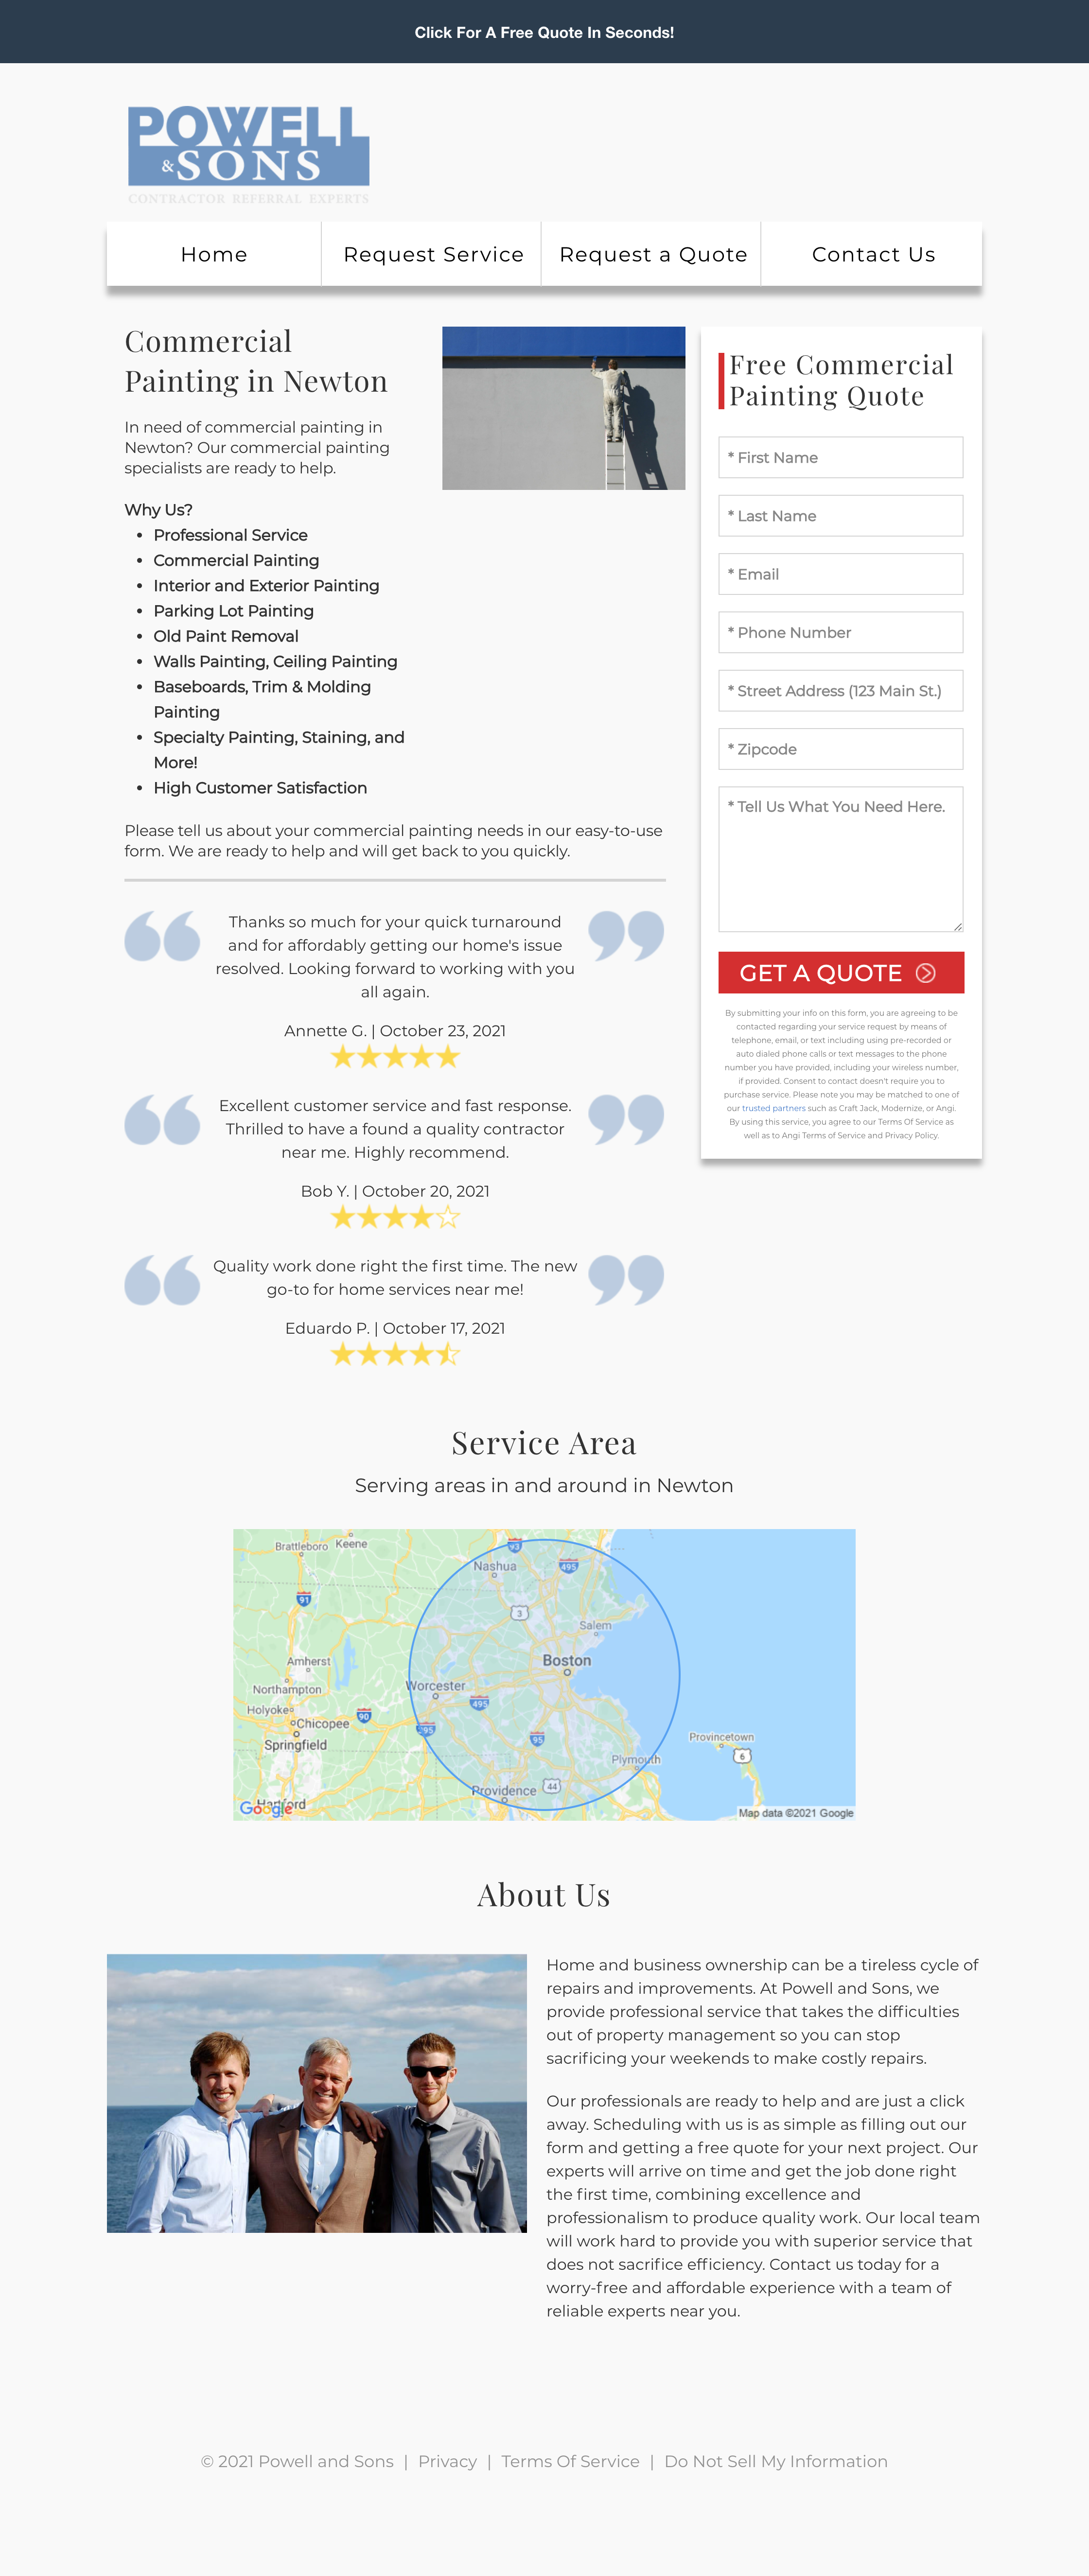 Click For A Free Quote In Seconds!
POWELL
& SONS
CONTRACTOR REFERRAL EXPERTS
Home
Request Service
Request a Quote
Contact Us
Commercial
Painting in Newton
In need of commercial painting in
Newton? Our commercial painting
specialists are ready to help.
Why Us?
• Professional Service
• Commercial Painting
• Interior and Exterior Painting
• Parking Lot Painting
• Old Paint Removal
• Walls Painting, Ceiling Painting
• Baseboards, Trim & Molding
Painting
• Specialty Painting, Staining, and
More!
• High Customer Satisfaction
Please tell us about your commercial painting needs in our easy-to-use
form. We are ready to help and will get back to you quickly.
Free Commercial
Painting Quote
* First Name
* Last Name
* Email
* Phone Number
* Street Address (123 Main St.)
* Zipcode
* Tell Us What You Need Here.
GET A QUOTE
By submitting your info on this form, you are agreeing to be
contacted regarding your service request by means of
telephone, email, or text including using pre-recorded or
auto dialed phone calls or text messages to the phone
number you have provided, including your wireless number,
if provided. Consent to contact doesn't require you to
purchase service. Please note you may be matched to one of
our trusted partners such as Craft Jack, Modernize, or Angi.
By using this service, you agree to our Terms Of Service as
well as to Angi Terms of Service and Privacy Policy.
Thanks so much for your quick turnaround
and for affordably getting our home's issue
resolved. Looking forward to working with you
all again.
Annette G. | October 23, 2021
Excellent customer service and fast response.
Thrilled to have a found a quality contractor
near me. Highly recommend.
Bob Y. | October 20, 2021
Quality work done right the first time. The new
go-to for home services near me!
Eduardo P. | October 17, 2021
Service Area
Serving areas in and around in Newton
Brattleboro
Keene
Nashua
93
495
91
3
Salem
Amherst
Boston
Northampton
Worcester
Holyoke
495
90
Chicopee
395
95
Springfield
Provincetown
6
Plymouth
Providence
44
Hartford
Google
Map data ©2021 Google
About Us
Home and business ownership can be a tireless cycle of
repairs and improvements. At Powell and Sons, we
provide professional service that takes the difficulties
out of property management so you can stop
sacrificing your weekends to make costly repairs.
Our professionals are ready to help and are just a click
away. Scheduling with us is as simple as filling out our
form and getting a free quote for your next project. Our
experts will arrive on time and get the job done right
the first time, combining excellence and
professionalism to produce quality work. Our local team
will work hard to provide you with superior service that
does not sacrifice efficiency. Contact us today for a
worry-free and affordable experience with a team of
reliable experts near you.
© 2021 Powell and Sons | Privacy | Terms Of Service | Do Not Sell My Information